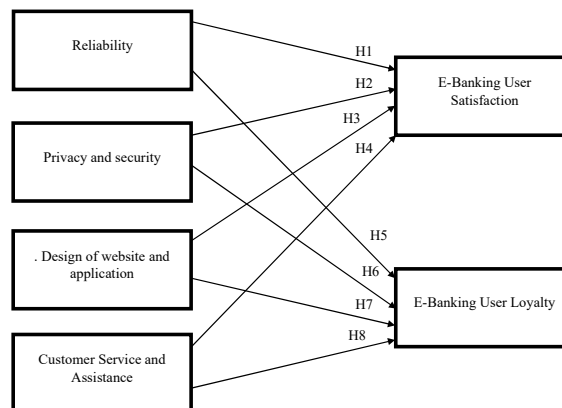 Reliability
Privacy and security
. Design of website and
application
Customer Service and
Assistance
H1
H2
H3
H4
H5
H6
H7
H8
E-Banking User
Satisfaction
E-Banking User Loyalty